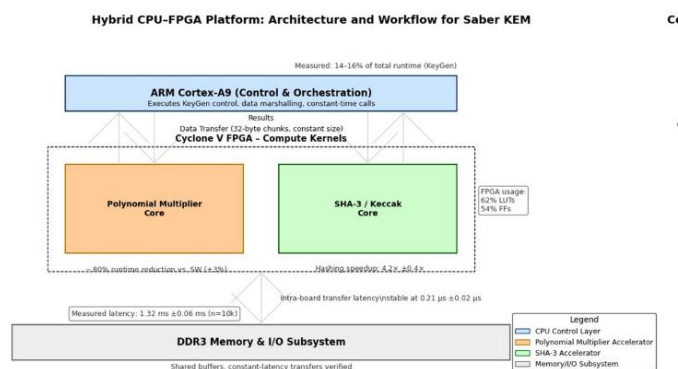 Hybrid CPU–FPGA Platform: Architecture and Workflow for Saber KEM
Measured: 14–16% of total runtime (KeyGen)
ARM Cortex-A9 (Control & Orchestration)
Executes KeyGen control, data marshalling, constant-time calls
Results
Data Transfer (32-byte chunks, constant size)
Cyclone V FPGA – Compute Kernels
Polynomial Multiplier
Core
SHA-3 / Keccak
Core
FPGA usage:
62% LUTs
54% FFs
80% runtime reduction vs. SW (±3%)
Hashing speedup: 4.2× ±0.4×
Intra-board transfer latency\nstable at 0.21 μs ±0.02 μs
Measured latency: 1.32 ms ±0.06 ms (n=10k)
DDR3 Memory & I/O Subsystem
Shared buffers, constant-latency transfers verified
Legend
CPU Control Layer
Polynomial Multiplier Accelerator
SHA-3 Accelerator
Memory/I/O Subsystem